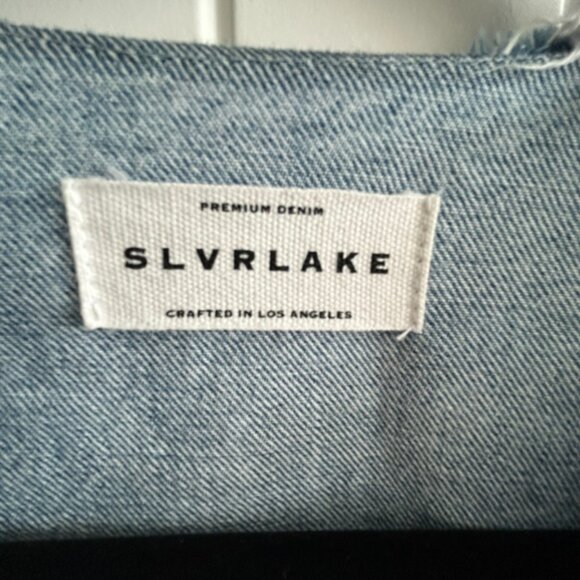 PREMIUM DENIM
SLVRLAKE
CRAFTED IN LOS ANGELES